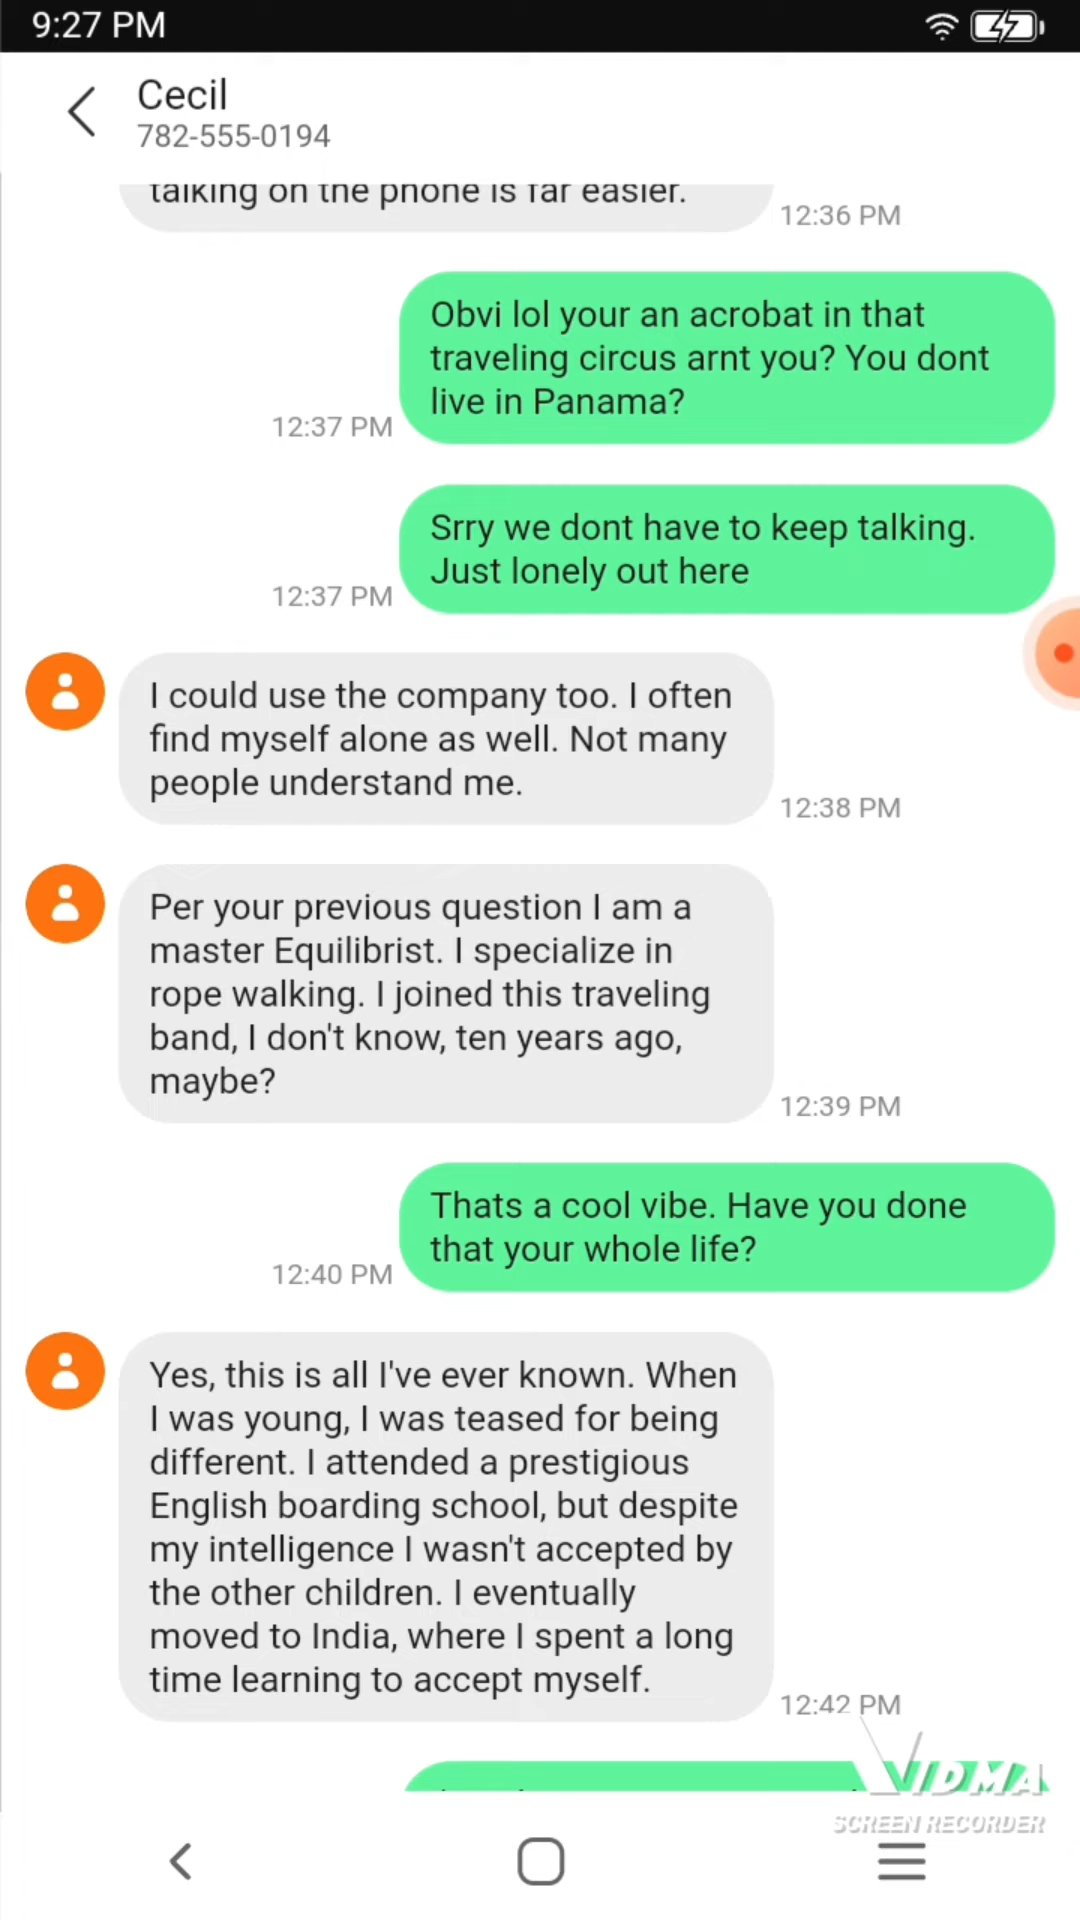 9:27 PM
Cecil
782-555-0194
talking on the phone is far easier.
12:36 PM
Obvi lol your an acrobat in that
traveling circus arnt you? You dont
live in Panama?
12:37 PM
Srry we dont have to keep talking.
Just lonely out here
12:37 PM
I could use the company too. I often
find myself alone as well. Not many
people understand me.
12:38 PM
Per your previous question I am a
master Equilibrist. I specialize in
rope walking. I joined this traveling
band, I don't know, ten years ago,
maybe?
12:39 PM
Thats a cool vibe. Have you done
that your whole life?
12:40 PM
Yes, this is all I've ever known. When
I was young, I was teased for being
different. I attended a prestigious
English boarding school, but despite
my intelligence I wasn't accepted by
the other children. I eventually
moved to India, where I spent a long
time learning to accept myself.
12:42 PM
VIDMA
SCREEN RECORDER